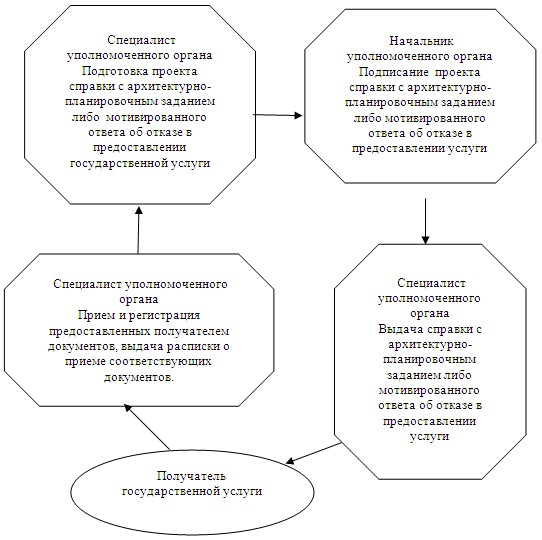 Специалист
уполномоченного органа
Подготовка проекта
справки с архитектурно-
планировочным заданием
либо мотивированного
ответа об отказе в
предоставлении
государственной услуги
Начальник
уполномоченного органа
Подписание проекта
справки с архитектурно-
планировочным заданием
либо мотивированного
ответа об отказе в
предоставлении услуги
Специалист уполномоченного
органа
Прием и регистрация
предоставленных получателем
документов, выдача расписки о
приеме соответствующих
документов.
Специалист
уполномоченного
органа
Выдача справки с
архитектурно-
планировочным
заданием либо
мотивированного
ответа об отказе в
предоставлении
услуги
Получатель
государственной услуги